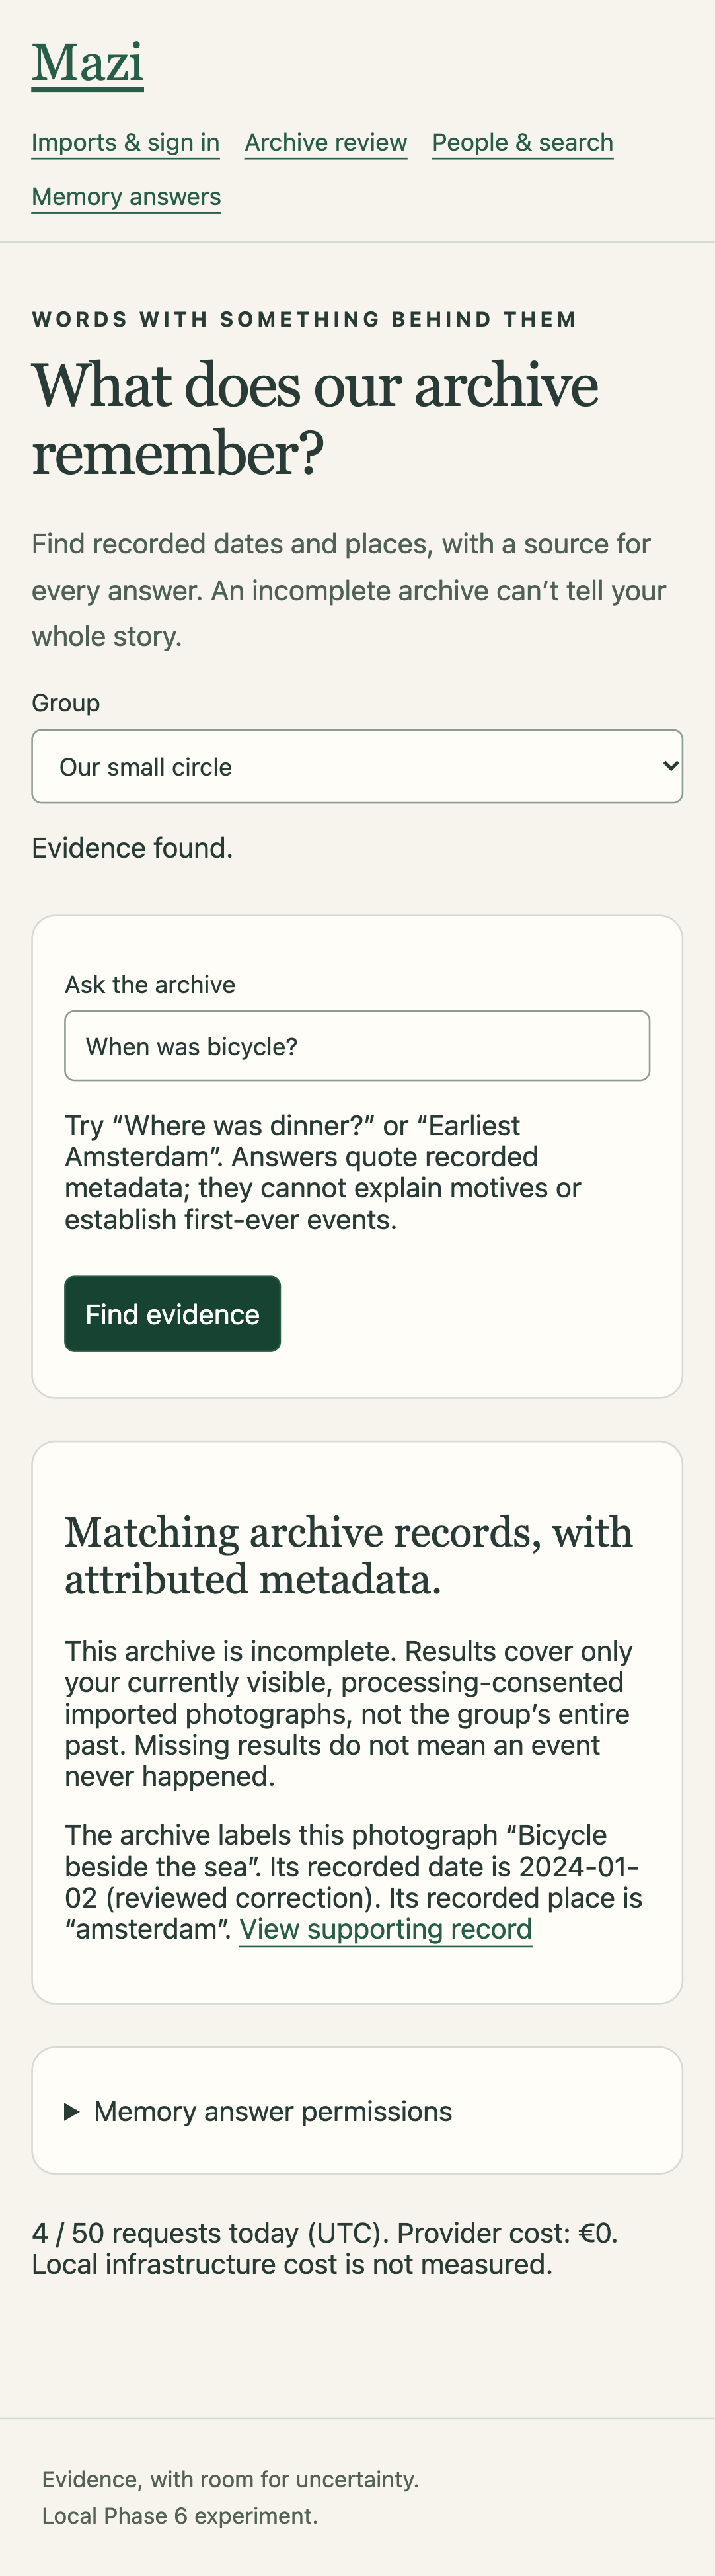 Mazi
Imports & sign in Archive review People & search
Memory answers
WORDS WITH SOMETHING BEHIND THEM
What does our archive
remember?
Find recorded dates and places, with a source for
every answer. An incomplete archive can’t tell your
whole story.
Group
Our small circle
Evidence found.
Ask the archive
When was bicycle?
Try “Where was dinner?” or “Earliest
Amsterdam”. Answers quote recorded
metadata; they cannot explain motives or
establish first-ever events.
Find evidence
Matching archive records, with
attributed metadata.
This archive is incomplete. Results cover only
your currently visible, processing-consented
imported photographs, not the group’s entire
past. Missing results do not mean an event
never happened.
The archive labels this photograph “Bicycle
beside the sea”. Its recorded date is 2024-01-
02 (reviewed correction). Its recorded place is
“amsterdam”. View supporting record
Memory answer permissions
4 / 50 requests today (UTC). Provider cost: €0.
Local infrastructure cost is not measured.
Evidence, with room for uncertainty.
Local Phase 6 experiment.